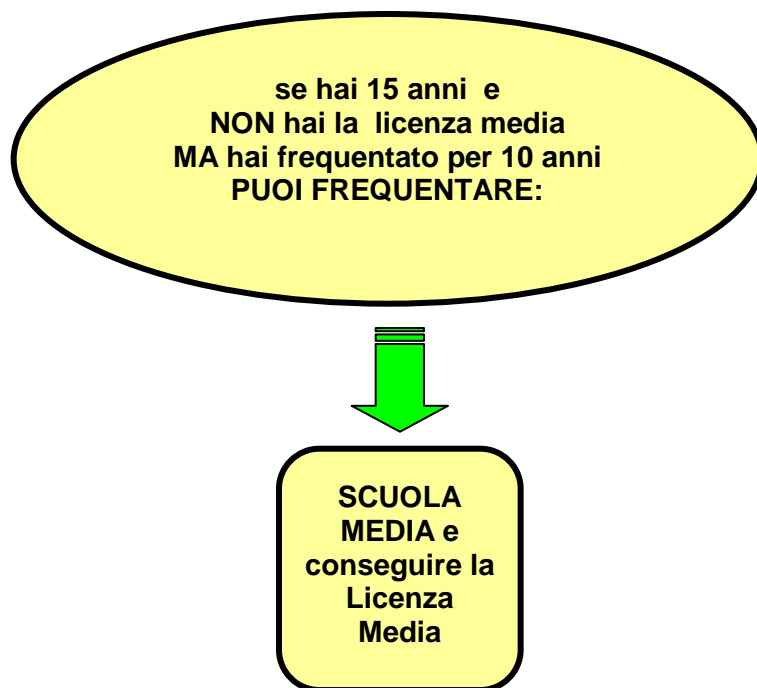 se hai 15 anni e
NON hai la licenza media
MA hai frequentato per 10 anni
PUOI FREQUENTARE:
SCUOLA
MEDIA e
conseguire la
Licenza
Media